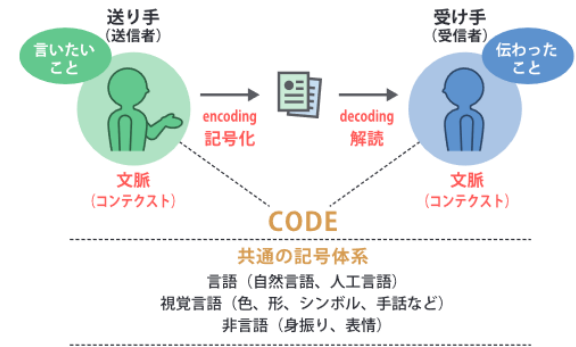 送り手
（送信者）
言いたい
こと
受け手
（受信者）
伝わった
こと
encoding
記号化
decoding
解読
文脈
（コンテクスト）
文脈
（コンテクスト）
CODE
共通の記号体系
言語（自然言語、人工言語）
視覚言語（色、形、シンボル、手話など）
非言語（身振り、表情）